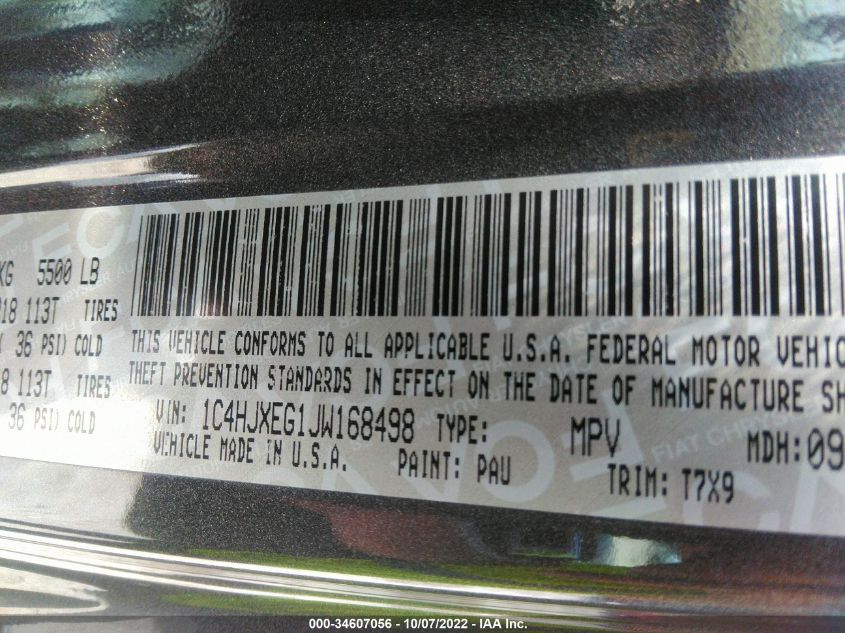 KG 5500 LB
18 113T TIRES
36 PSI) COLD
8 113T TIRES
36 PSI) COLD
THIS VEHICLE CONFORMS TO ALL APPLICABLE U.S.A. FEDERAL MOTOR VEHIC
THEFT PREVENTION STANDARDS IN EFFECT ON THE DATE OF MANUFACTURE SH
VIN: 1C4HJXEG1JW168498 TYPE: MPV MDH:09
VEHICLE MADE IN U.S.A. PAINT: PAU TRIM: T7X9
FIAT CHRYSLER
000-34607056 - 10/07/2022 - IAA Inc.